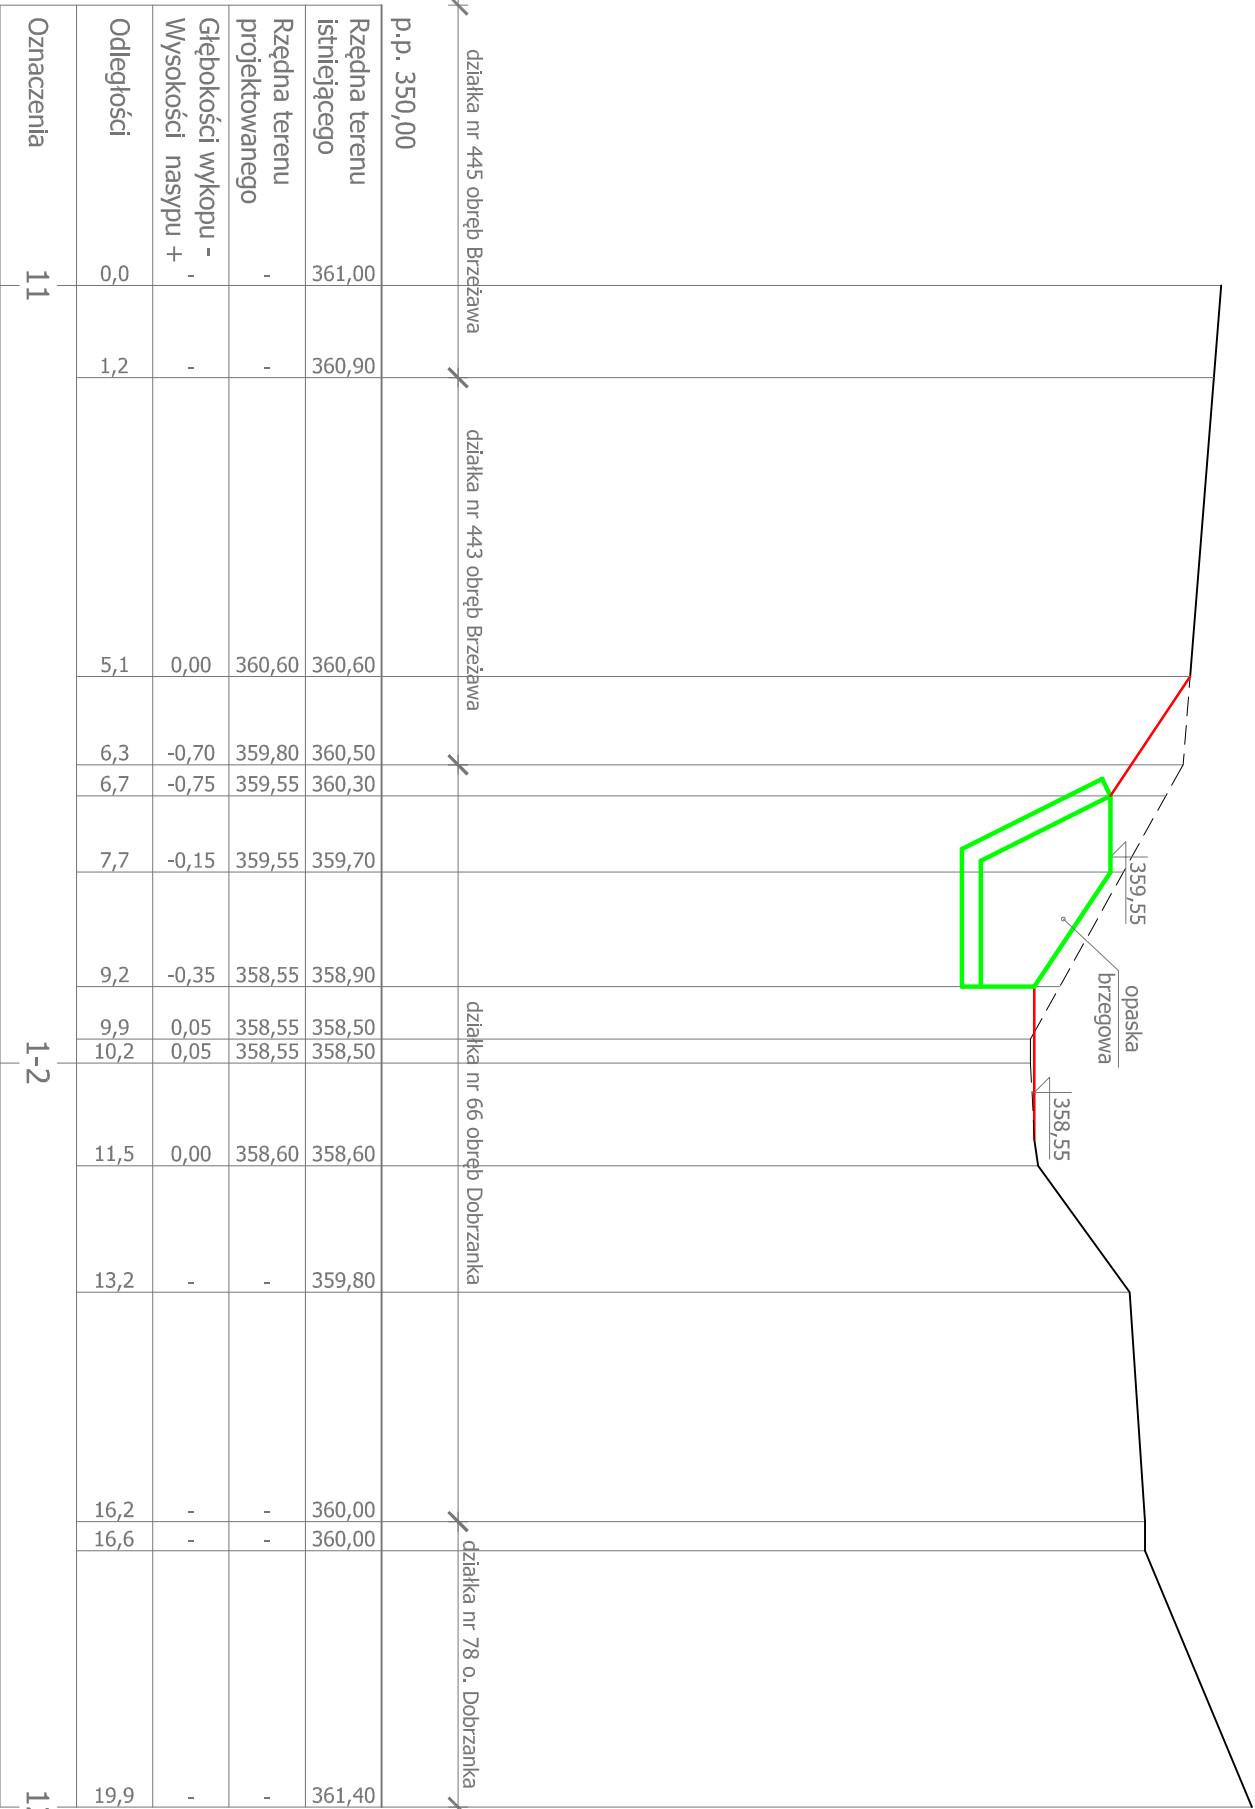 359,55
opaska
brzegowa
358,55
działka nr 445 obręb Brzeżawa
działka nr 443 obręb Brzeżawa
działka nr 66 obręb Dobrzanka
działka nr 78 o. Dobrzanka
p.p. 350,00
Rzędna terenu
istniejącego
361,00 360,90 360,60 360,50 360,30 359,70 358,90 358,50 358,50 358,60 359,80 360,00 360,00 361,40
Rzędna terenu
projektowanego
- - 360,60 359,80 359,55 359,55 358,55 358,55 358,55 358,60 - - - -
Głębokości wykopu -
Wysokości nasypu +
- - 0,00 -0,70 -0,75 -0,15 -0,35 0,05 0,05 0,00 - - - -
Odległości
0,0 1,2 5,1 6,3 6,7 7,7 9,2 9,9 10,2 11,5 13,2 16,2 16,6 19,9
Oznaczenia
11 1-2